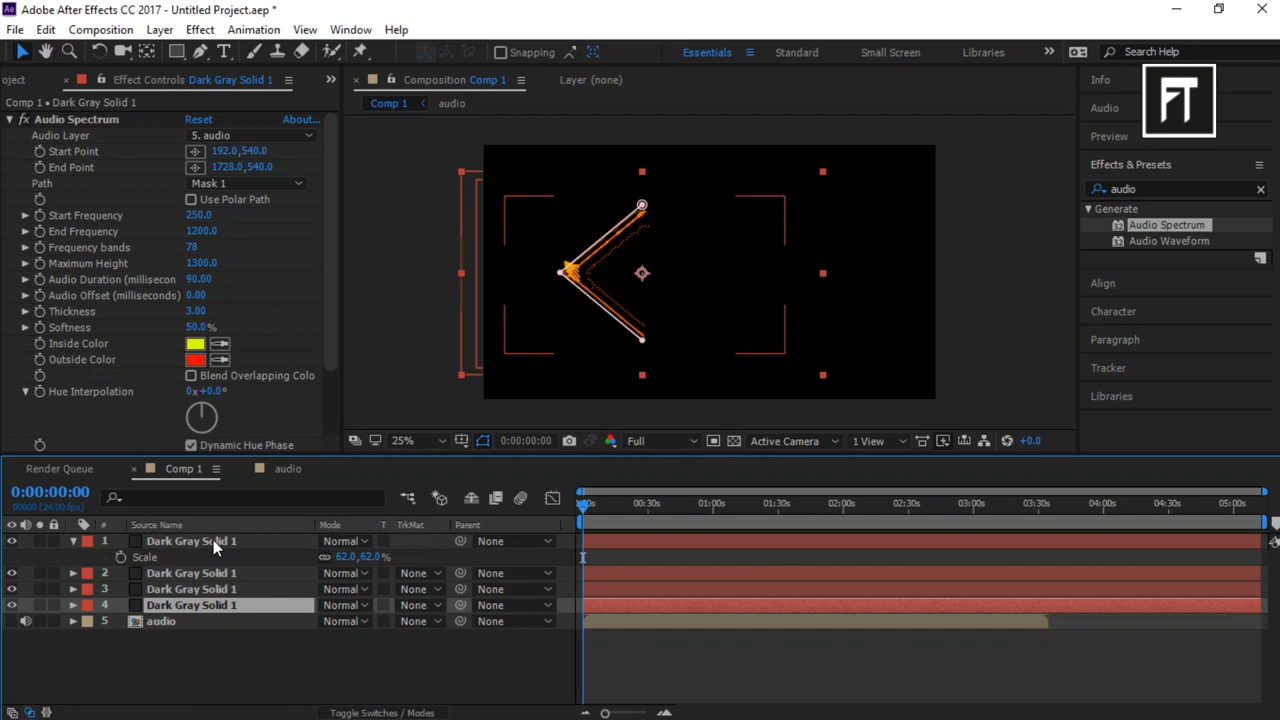 Adobe After Effects CC 2017 - Untitled Project.aep *
File Edit Composition Layer Effect Animation View Window Help
Snapping Essentials Standard Small Screen Libraries Search Help
oject Effect Controls Dark Gray Solid 1 Composition Comp 1 Layer (none) Info
Comp 1 • Dark Gray Solid 1 Comp 1 audio FT
fx Audio Spectrum Reset About... Audio
Audio Layer 5. audio Preview
Start Point 192.0,540.0
End Point 1728.0,540.0 Effects & Presets
Path Mask 1 audio
Use Polar Path Generate
Start Frequency 250.0 Audio Spectrum
End Frequency 1200.0 Audio Waveform
Frequency bands 78
Maximum Height 1300.0
Audio Duration (millisecon 90.00 Align
Audio Offset (milliseconds) 0.00
Thickness 3.00 Character
Softness 50.0%
Inside Color Paragraph
Outside Color Tracker
Blend Overlapping Colo
Hue Interpolation 0x+0.0° Libraries
Dynamic Hue Phase
25% 0:00:00:00 Full Active Camera 1 View +0.0
Render Queue Comp 1 audio
0:00:00:00
00000 (24.00 fps)
:00s 00:30s 01:00s 01:30s 02:00s 02:30s 03:00s 03:30s 04:00s 04:30s 05:00s
# Source Name Mode T TrkMat Parent
1 Dark Gray Solid 1 Normal None
Scale 62.0,62.0%
2 Dark Gray Solid 1 Normal None None
3 Dark Gray Solid 1 Normal None None
4 Dark Gray Solid 1 Normal None None
5 audio Normal None None
Toggle Switches / Modes